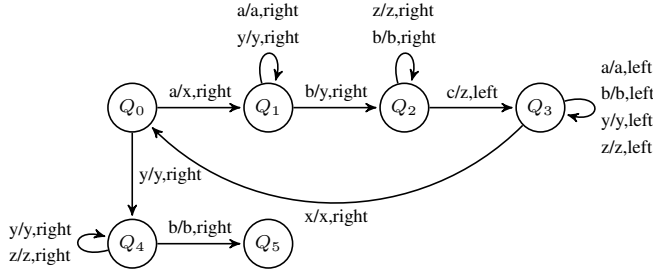 a/a,right
y/y,right
z/z,right
b/b,right
a/a,left
b/b,left
y/y,left
z/z,left
Q0
a/x,right
Q1
b/y,right
Q2
c/z,left
Q3
y/y,right
x/x,right
y/y,right
z/z,right
Q4
b/b,right
Q5